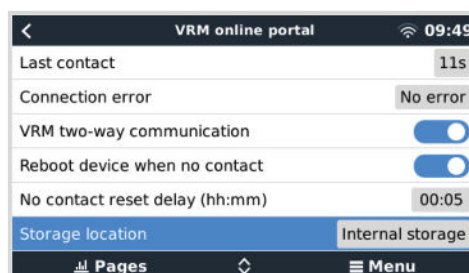 VRM online portal 09:49
Last contact 11s
Connection error No error
VRM two-way communication
Reboot device when no contact
No contact reset delay (hh:mm) 00:05
Storage location Internal storage
Pages Menu